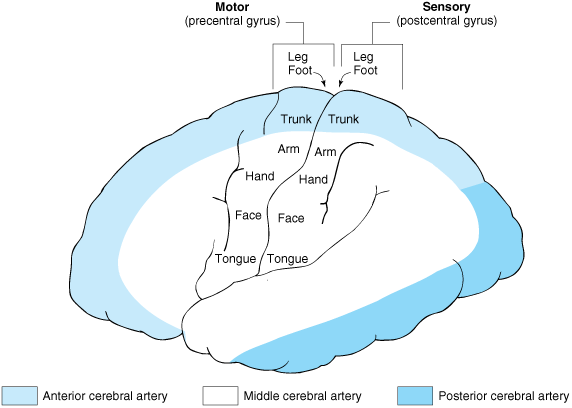 Motor
(precentral gyrus)
Sensory
(postcentral gyrus)
Leg
Foot
Leg
Foot
Trunk
Trunk
Arm
Arm
Hand
Hand
Face
Face
Tongue
Tongue
Anterior cerebral artery
Middle cerebral artery
Posterior cerebral artery